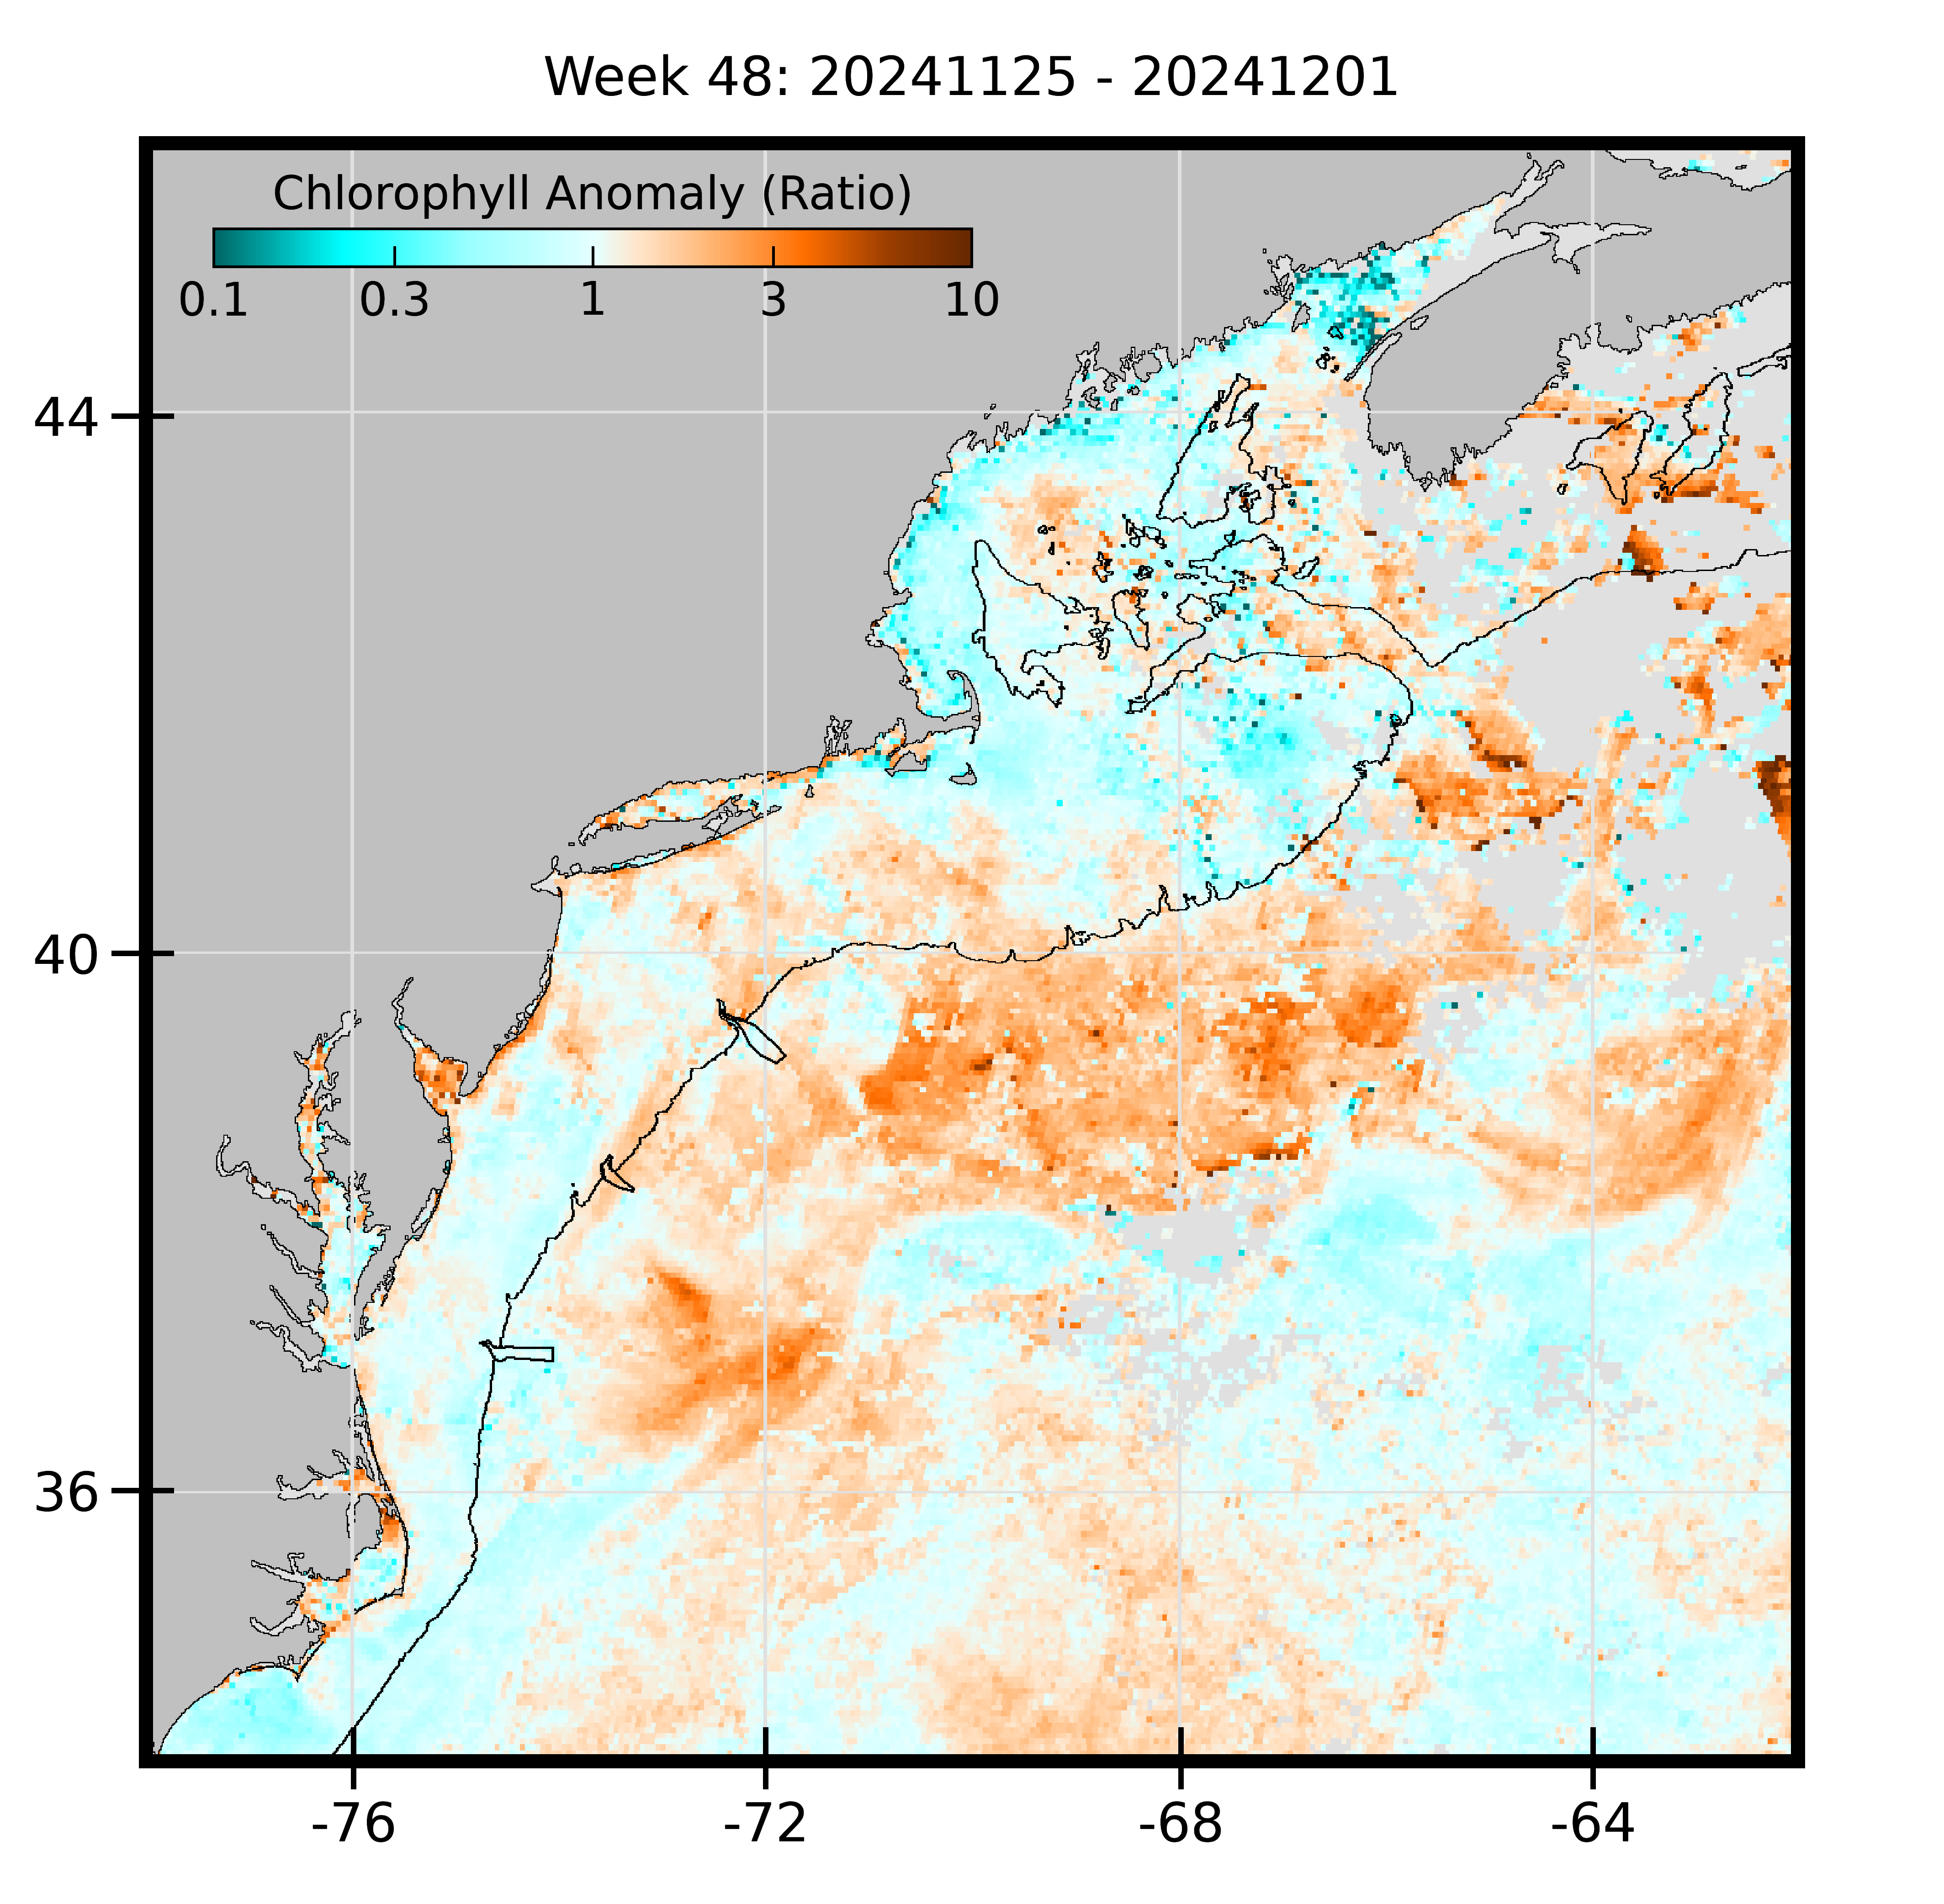 Week 48: 20241125 - 20241201
Chlorophyll Anomaly (Ratio)
0.1 0.3 1 3 10
44
40
36
-76 -72 -68 -64